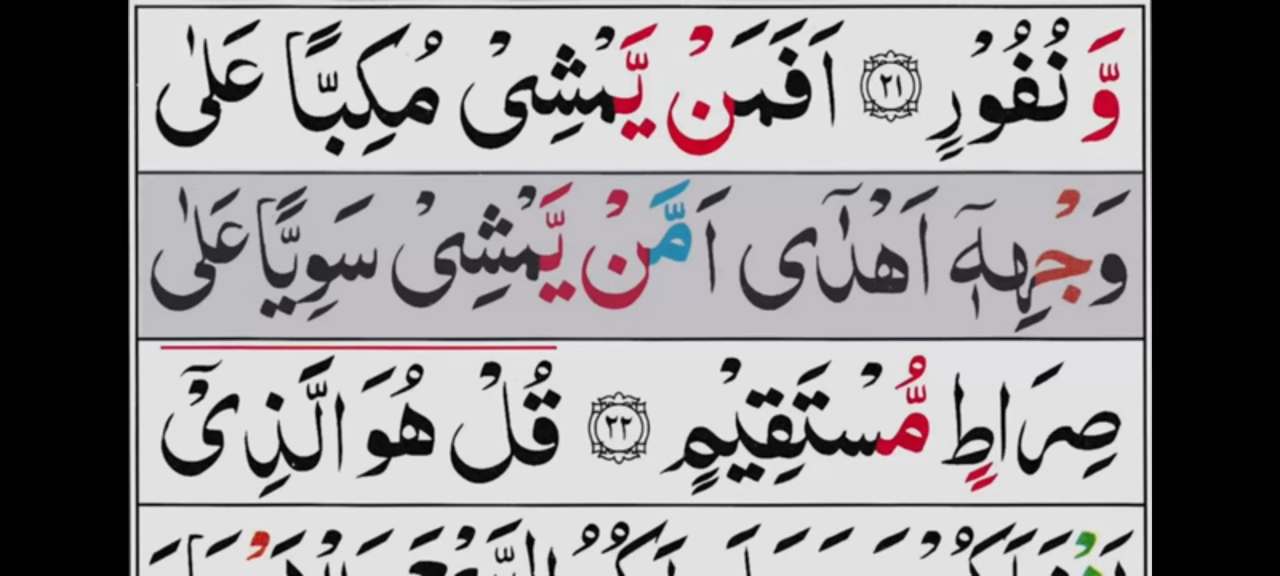 وَّ نُفُوْرٍ ﴿۲۱﴾ اَفَمَنْ يَّمْشِىْ مُكِبًّا عَلٰى
وَجْهِهٖۤ اَهْدٰٓى اَمَّنْ يَّمْشِىْ سَوِيًّا عَلٰى
صِرَاطٍ مُّسْتَقِيْمٍ ﴿۲۲﴾ قُلْ هُوَ الَّذِىْۤ